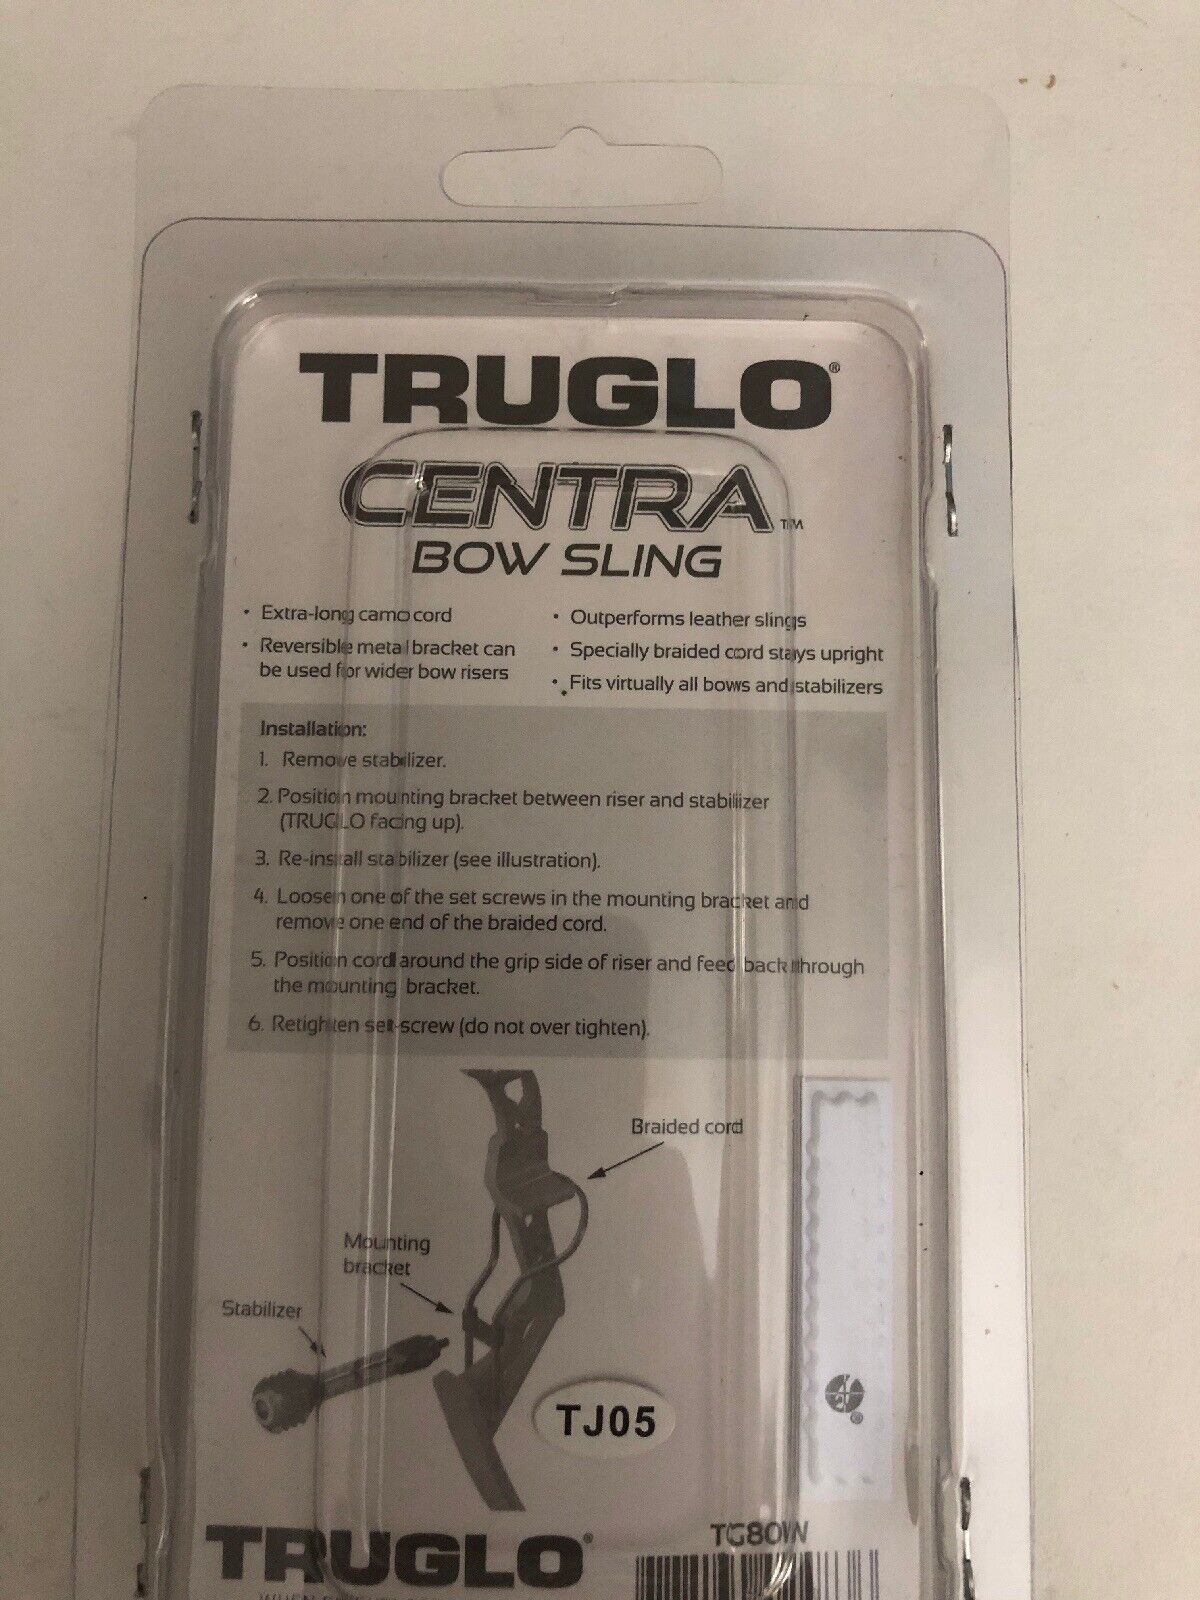 TRUGLO®
CENTRA™
BOW SLING
• Extra-long camo cord
• Reversible metal bracket can
be used for wider bow risers
• Outperforms leather slings
• Specially braided cord stays upright
• Fits virtually all bows and stabilizers
Installation:
1. Remove stabilizer.
2. Position mounting bracket between riser and stabilizer
(TRUGLO facing up).
3. Re-install stabilizer (see illustration).
4. Loosen one of the set screws in the mounting bracket and
remove one end of the braided cord.
5. Position cord around the grip side of riser and feed back through
the mounting bracket.
6. Retighten set-screw (do not over tighten).
Braided cord
Mounting
bracket
Stabilizer
TJ05
®
TRUGLO®
TG80W